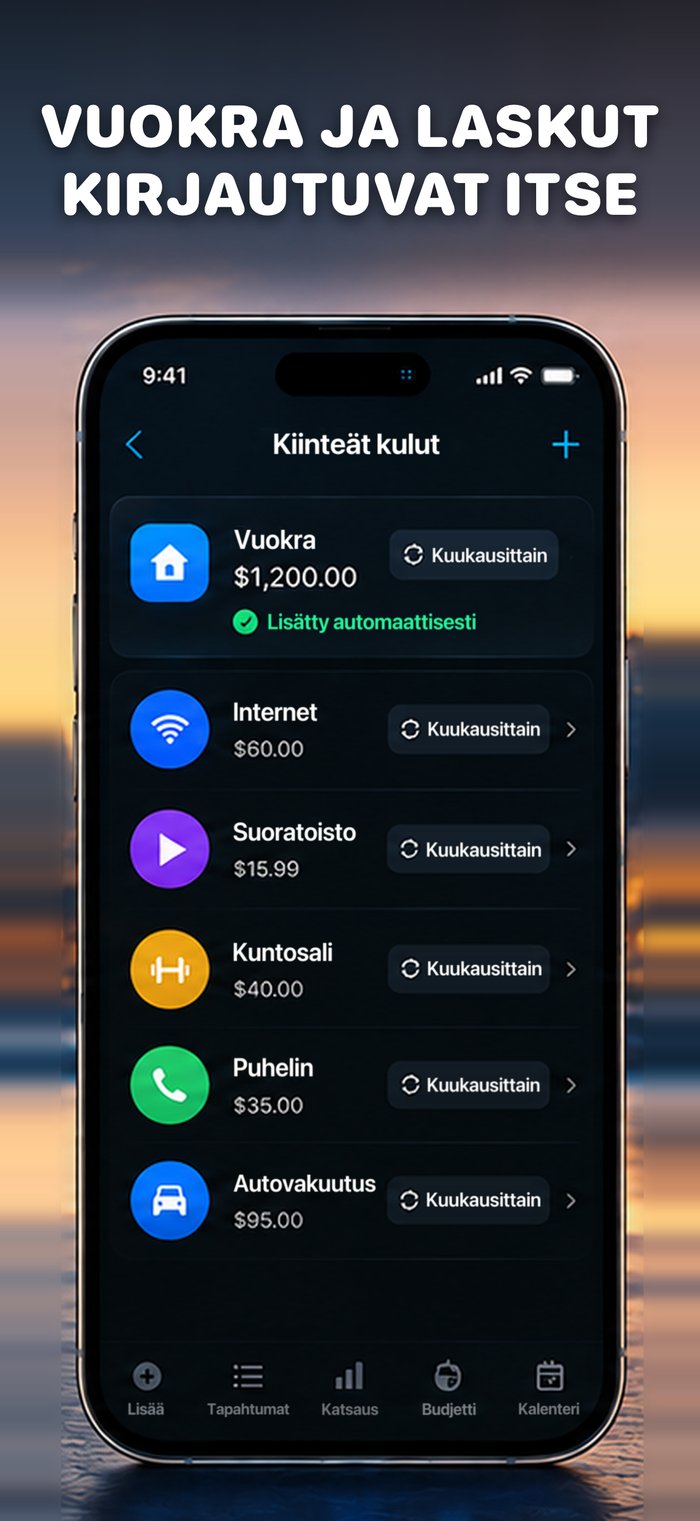 VUOKRA JA LASKUT
KIRJAUTUVAT ITSE
9:41
Kiinteät kulut
Vuokra
$1,200.00
Kuukausittain
Lisätty automaattisesti
Internet
$60.00
Kuukausittain
Suoratoisto
$15.99
Kuukausittain
Kuntosali
$40.00
Kuukausittain
Puhelin
$35.00
Kuukausittain
Autovakuutus
$95.00
Kuukausittain
Lisää
Tapahtumat
Katsaus
Budjetti
Kalenteri